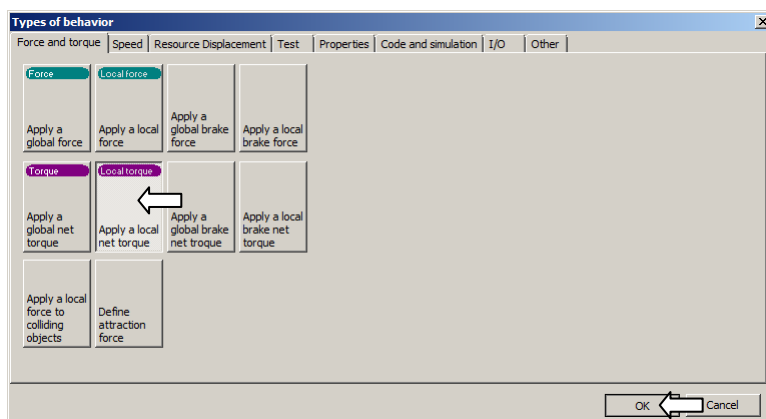 Types of behavior
Force and torque Speed Resource Displacement Test Properties Code and simulation I/O Other
Force Local force
Apply a global force
Apply a local force
Apply a global brake force
Apply a local brake force
Torque Local torque
Apply a global net torque
Apply a local net torque
Apply a global brake net troque
Apply a local brake net torque
Apply a local force to colliding objects
Define attraction force
OK Cancel